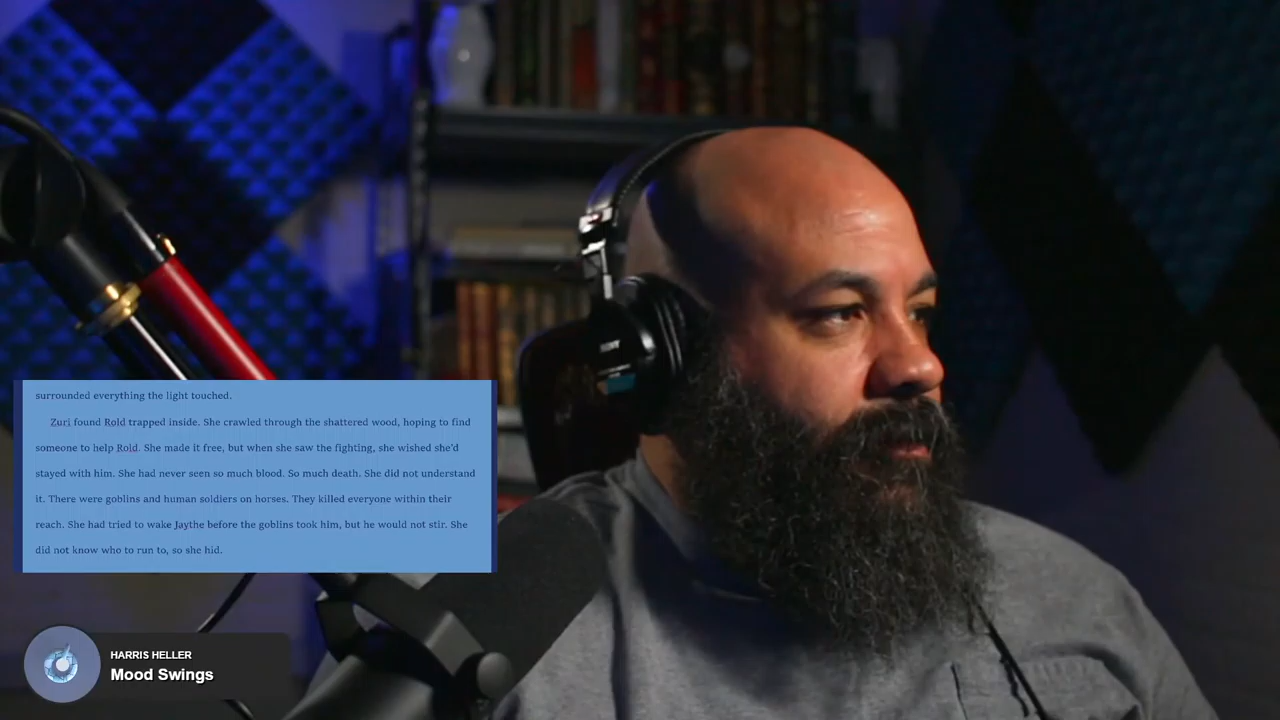 surrounded everything the light touched.
Zuri found Rold trapped inside. She crawled through the shattered wood, hoping to find
someone to help Roid. She made it free, but when she saw the fighting, she wished she'd
stayed with him. She had never seen so much blood. So much death. She did not understand
it. There were goblins and human soldiers on horses. They killed everyone within their
reach. She had tried to wake Jaythe before the goblins took him, but he would not stir. She
did not know who to run to, so she hid.
HARRIS HELLER
Mood Swings